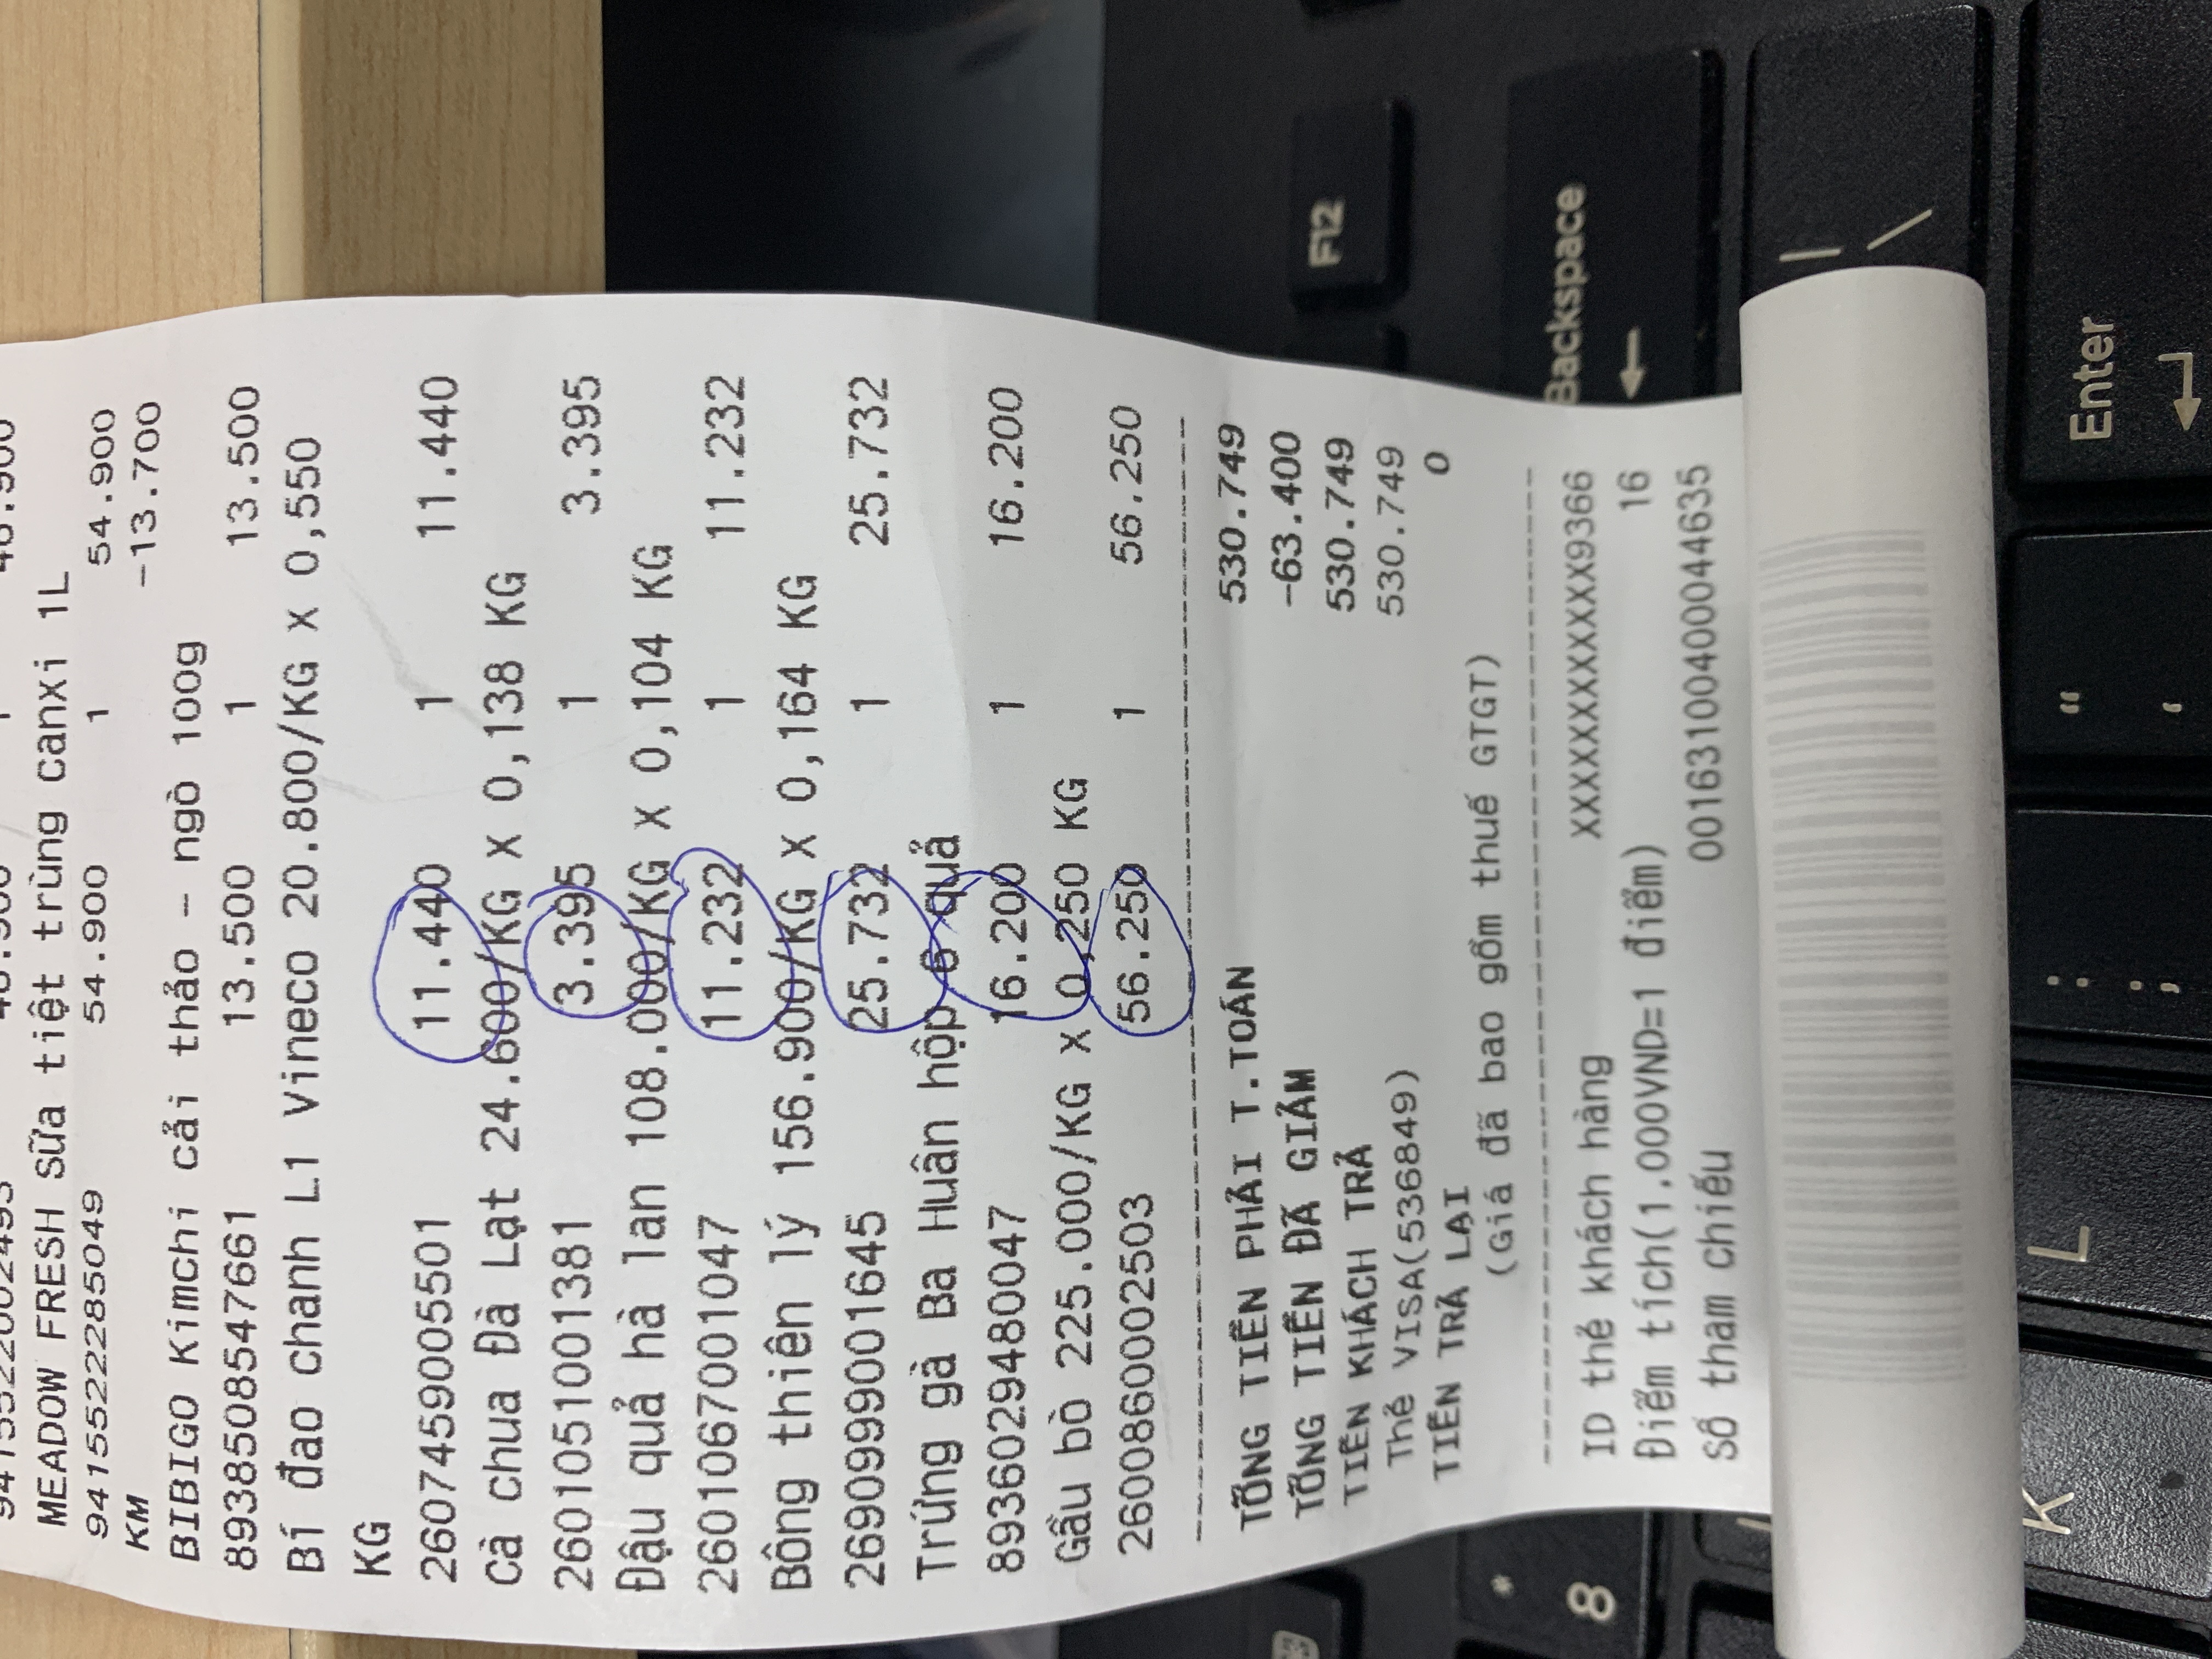 9415522002493 48.900 1 48.900
MEADOW FRESH Sữa tiệt trùng canxi 1L
9415522285049 54.900 1 54.900
KM -13.700
BIBIGO Kimchi cải thảo - ngò 100g
8938508547661 13.500 1 13.500
Bí đao chanh L1 Vineco 20.800/KG X 0,550
KG
2607459005501 11.440 1 11.440
Cà chua Đà Lạt 24.600/KG X 0,138 KG
2601051001381 3.395 1 3.395
Đậu quả hà lan 108.000/KG X 0,104 KG
2601067001047 11.232 1 11.232
Bông thiên lý 156.900/KG X 0,164 KG
2690999001645 25.732 1 25.732
Trứng gà Ba Huân hộp 6 quả
8936029480047 16.200 1 16.200
Gầu bò 225.000/KG X 0,250 KG
2600860002503 56.250 1 56.250
TỔNG TIỀN PHẢI T.TOÁN 530.749
TỔNG TIỀN ĐÃ GIẢM -63.400
TIỀN KHÁCH TRẢ 530.749
Thẻ VISA(536849) 530.749
TIỀN TRẢ LẠI 0
(Giá đã bao gồm thuế GTGT)
ID thẻ khách hàng XXXXXXXXXXXX9366
Điểm tích(1.000VND=1 điểm) 16
Số tham chiếu 00163100400044635
F12
* 8
Backspace
K L : ; " '
Enter